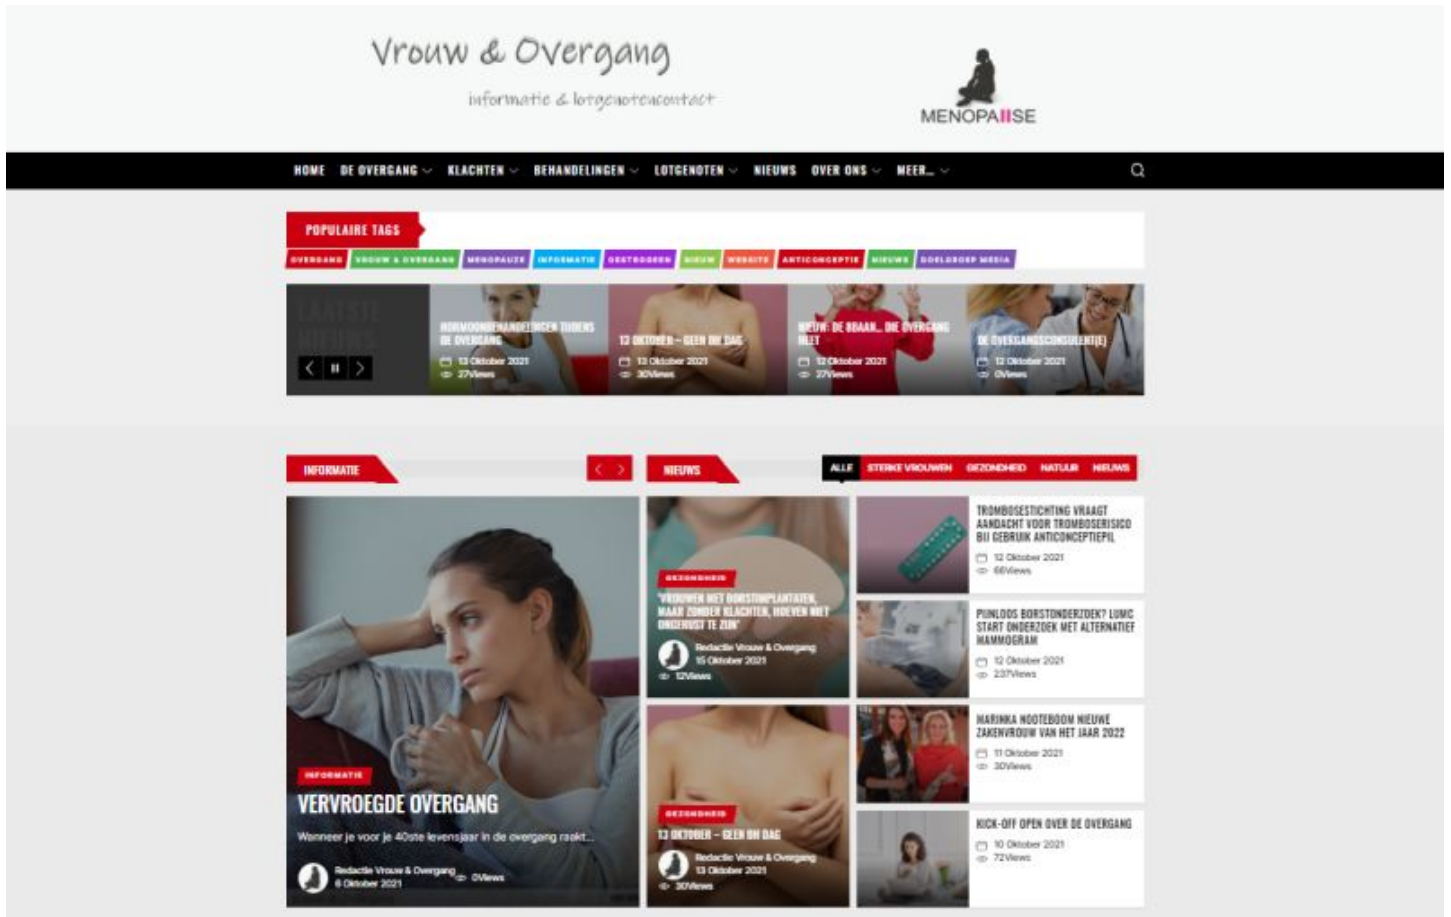 Vrouw & Overgang
informatie & lotgenotencontact
MENOPAUSE
HOME DE OVERGANG KLACHTEN BEHANDELINGEN LOTGENOTEN NIEUWS OVER ONS MEER...
POPULAIRE TAGS
OVERGANG VROUW & OVERGANG MENOPAUZE INFORMATIE OESTROGEEN NIEUW WEBSITE ANTICONCEPTIE NIEUWS DOELGROEP MEDIA
LAATSTE
NIEUWS
HORMOONBEHANDELINGEN TIJDENS
DE OVERGANG
13 Oktober 2021
27Views
13 OKTOBER – GEEN BH DAG
13 Oktober 2021
30Views
NIEUW: DE BBAAN... DIE OVERGANG
HEET
12 Oktober 2021
27Views
DE OVERGANGSCONSULENT(E)
12 Oktober 2021
0Views
INFORMATIE
INFORMATIE
VERVROEGDE OVERGANG
Wanneer je voor je 40ste levensjaar in de overgang raakt...
Redactie Vrouw & Overgang
6 Oktober 2021
0Views
NIEUWS
ALLE STERKE VROUWEN GEZONDHEID NATUUR NIEUWS
GEZONDHEID
'VROUWEN MET BORSTIMPLANTATEN,
MAAR ZONDER KLACHTEN, HOEVEN NIET
ONGERUST TE ZIJN'
Redactie Vrouw & Overgang
15 Oktober 2021
12Views
GEZONDHEID
13 OKTOBER – GEEN BH DAG
Redactie Vrouw & Overgang
13 Oktober 2021
30Views
TROMBOSESTICHTING VRAAGT
AANDACHT VOOR TROMBOSERISICO
BIJ GEBRUIK ANTICONCEPTIEPIL
12 Oktober 2021
66Views
PIJNLOOS BORSTONDERZOEK? LUMC
START ONDERZOEK MET ALTERNATIEF
MAMMOGRAM
12 Oktober 2021
237Views
MARINKA NOOTEBOOM NIEUWE
ZAKENVROUW VAN HET JAAR 2022
11 Oktober 2021
30Views
KICK-OFF OPEN OVER DE OVERGANG
10 Oktober 2021
72Views